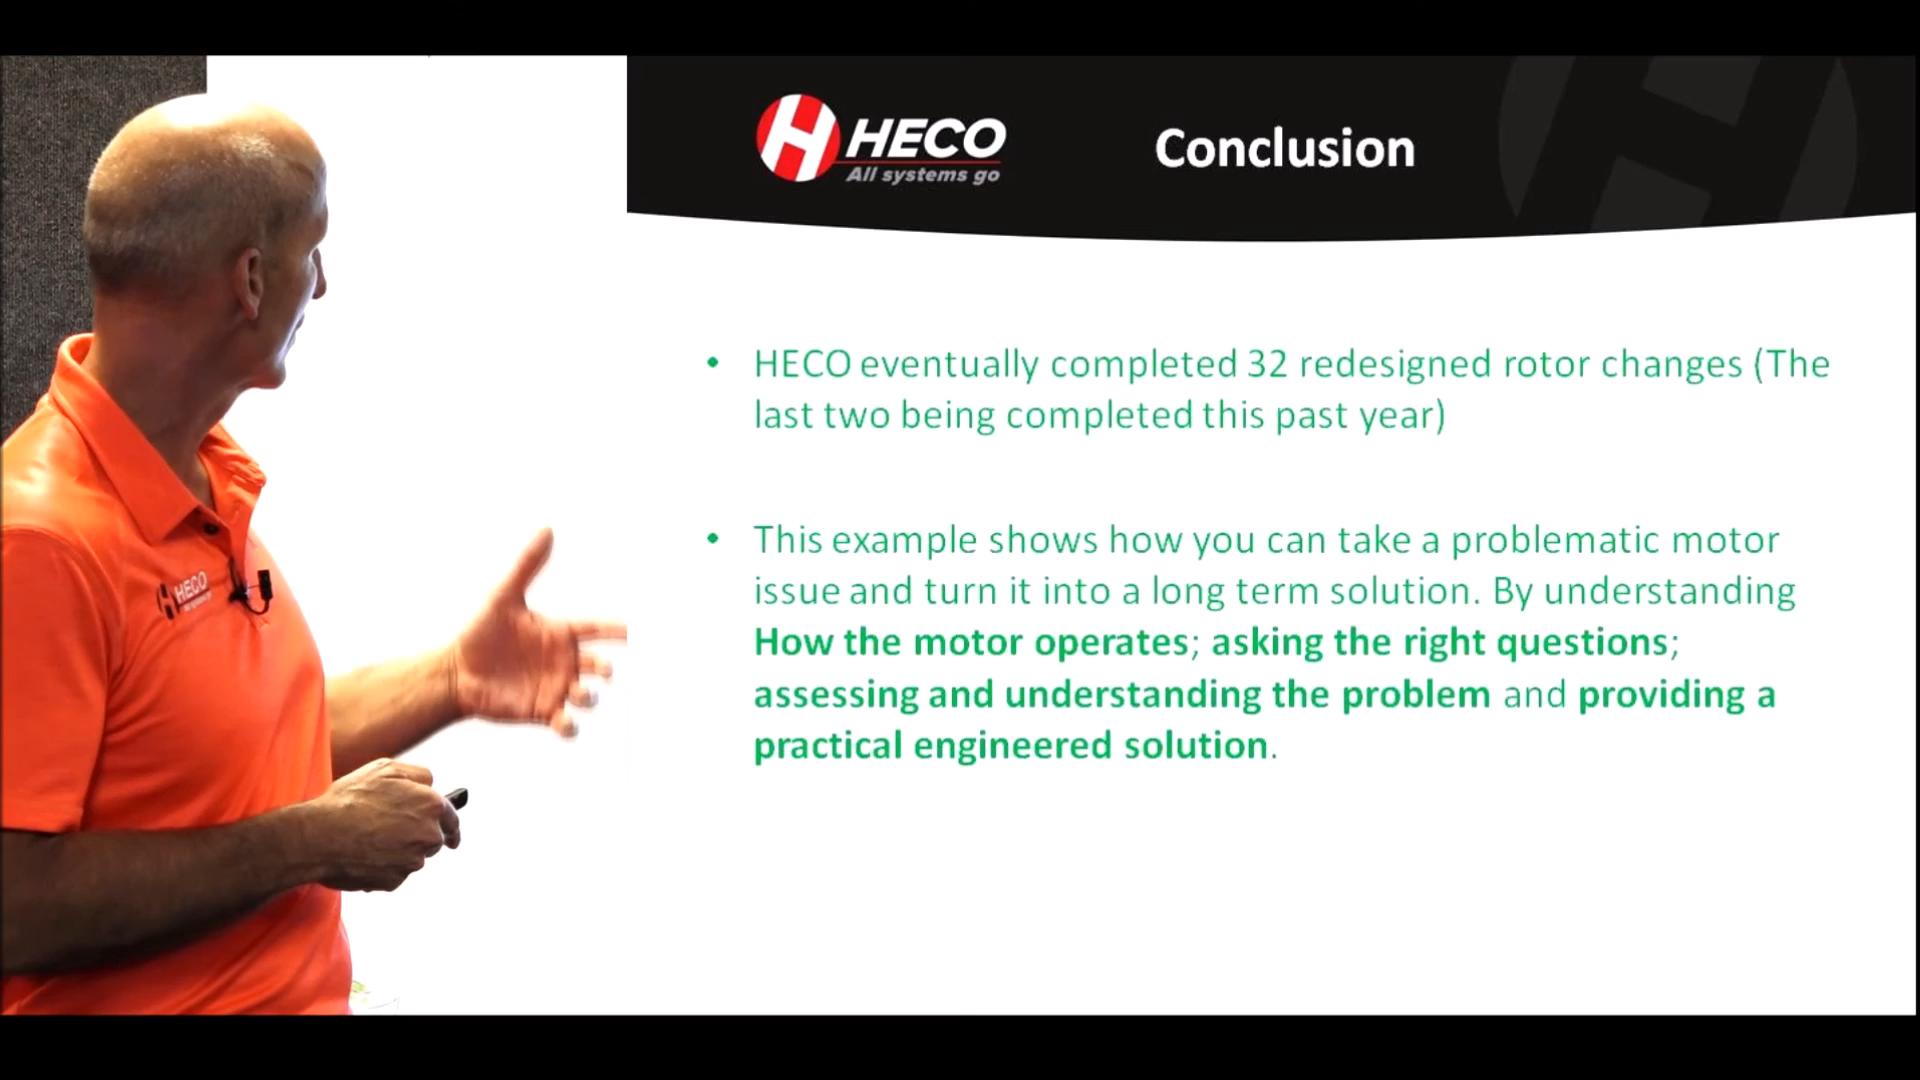 HECO
All systems go
Conclusion
• HECO eventually completed 32 redesigned rotor changes (The
last two being completed this past year)
• This example shows how you can take a problematic motor
issue and turn it into a long term solution. By understanding
How the motor operates; asking the right questions;
assessing and understanding the problem and providing a
practical engineered solution.
HECO